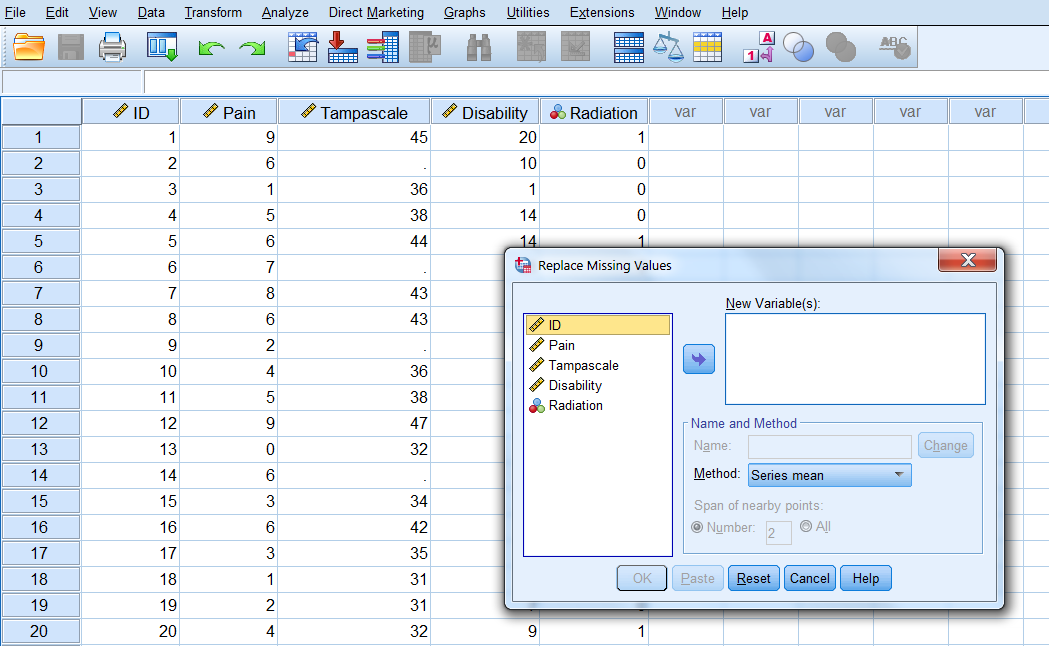 File Edit View Data Transform Analyze Direct Marketing Graphs Utilities Extensions Window Help
1 A ABC
ID Pain Tampascale Disability Radiation var var var var var
1 1 9 45 20 1
2 2 6 . 10 0
3 3 1 36 1 0
4 4 5 38 14 0
5 5 6 44 14 1
6 6 7 .
7 7 8 43
8 8 6 43
9 9 2 .
10 10 4 36
11 11 5 38
12 12 9 47
13 13 0 32
14 14 6 .
15 15 3 34
16 16 6 42
17 17 3 35
18 18 1 31
19 19 2 31
20 20 4 32 9 1
Replace Missing Values
New Variable(s):
ID
Pain
Tampascale
Disability
Radiation
Name and Method
Name: Change
Method: Series mean
Span of nearby points:
Number: 2 All
OK Paste Reset Cancel Help